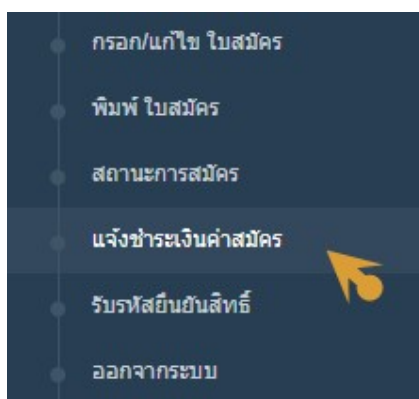 กรอก/แก้ไข ใบสมัคร
พิมพ์ ใบสมัคร
สถานะการสมัคร
แจ้งชำระเงินค่าสมัคร
รับรหัสยืนยันสิทธิ์
ออกจากระบบ